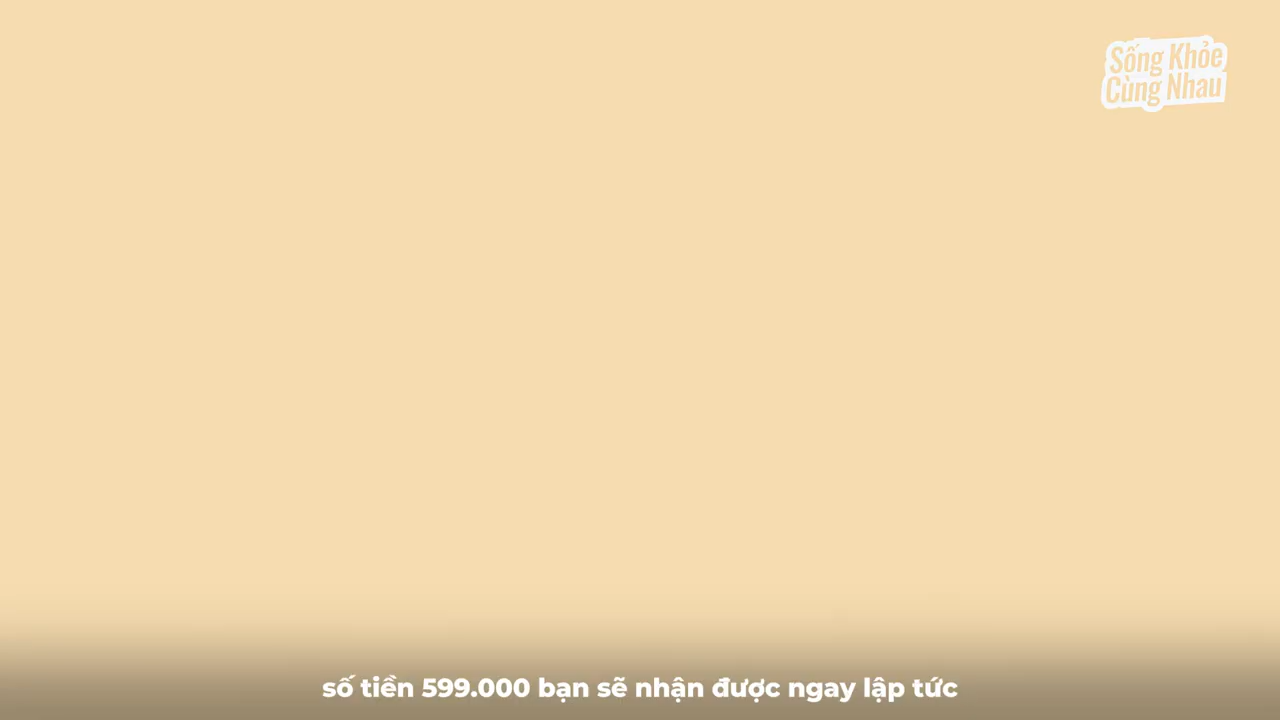 Sống Khỏe
Cùng Nhau
số tiền 599.000 bạn sẽ nhận được ngay lập tức